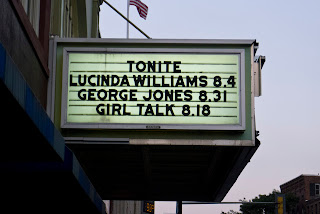 TONITE
LUCINDA WILLIAMS 8.4
GEORGE JONES 8.31
GIRL TALK 8.18